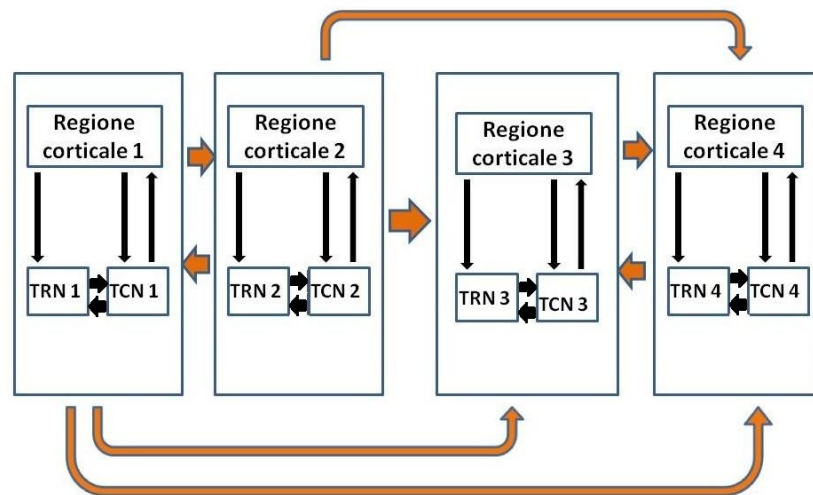 Regione
corticale 1
Regione
corticale 2
Regione
corticale 3
Regione
corticale 4
TRN 1
TCN 1
TRN 2
TCN 2
TRN 3
TCN 3
TRN 4
TCN 4